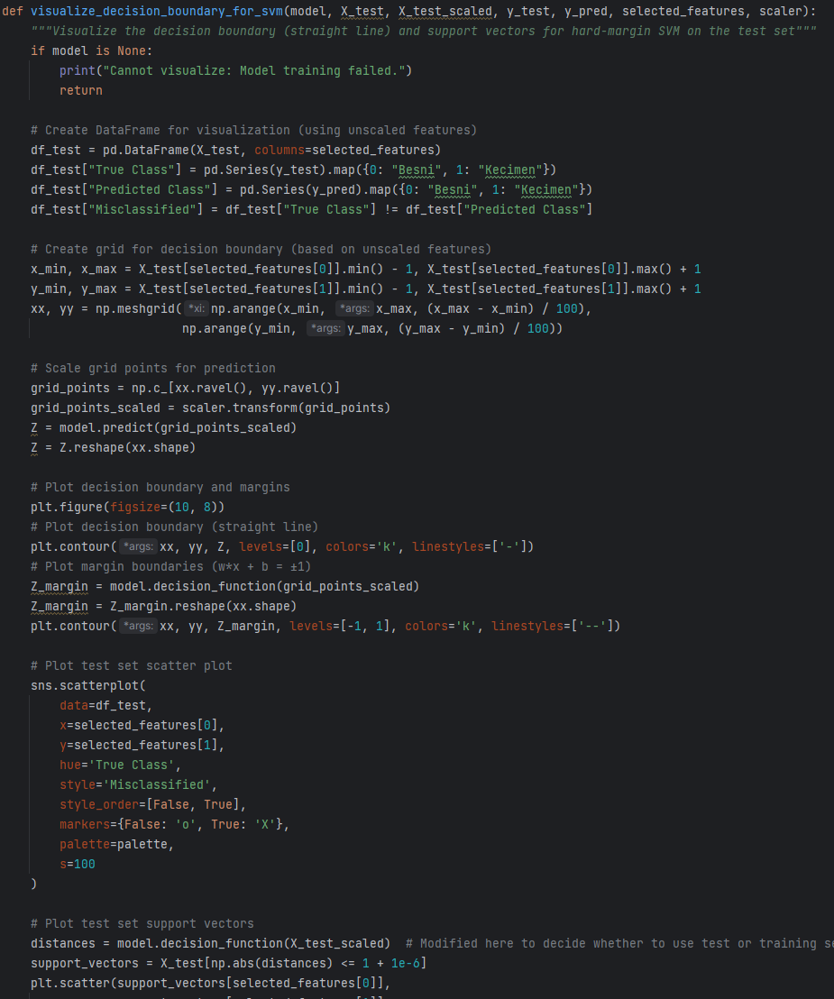 def visualize_decision_boundary_for_svm(model, X_test, X_test_scaled, y_test, y_pred, selected_features, scaler):
    """Visualize the decision boundary (straight line) and support vectors for hard-margin SVM on the test set"""
    if model is None:
        print("Cannot visualize: Model training failed.")
        return

    # Create DataFrame for visualization (using unscaled features)
    df_test = pd.DataFrame(X_test, columns=selected_features)
    df_test["True Class"] = pd.Series(y_test).map({0: "Besni", 1: "Kecimen"})
    df_test["Predicted Class"] = pd.Series(y_pred).map({0: "Besni", 1: "Kecimen"})
    df_test["Misclassified"] = df_test["True Class"] != df_test["Predicted Class"]

    # Create grid for decision boundary (based on unscaled features)
    x_min, x_max = X_test[selected_features[0]].min() - 1, X_test[selected_features[0]].max() + 1
    y_min, y_max = X_test[selected_features[1]].min() - 1, X_test[selected_features[1]].max() + 1
    xx, yy = np.meshgrid( *xi: np.arange(x_min, *args: x_max, (x_max - x_min) / 100),
                         np.arange(y_min, *args: y_max, (y_max - y_min) / 100))

    # Scale grid points for prediction
    grid_points = np.c_[xx.ravel(), yy.ravel()]
    grid_points_scaled = scaler.transform(grid_points)
    Z = model.predict(grid_points_scaled)
    Z = Z.reshape(xx.shape)

    # Plot decision boundary and margins
    plt.figure(figsize=(10, 8))
    # Plot decision boundary (straight line)
    plt.contour( *args: xx, yy, Z, levels=[0], colors='k', linestyles=['-'])
    # Plot margin boundaries (w*x + b = ±1)
    Z_margin = model.decision_function(grid_points_scaled)
    Z_margin = Z_margin.reshape(xx.shape)
    plt.contour( *args: xx, yy, Z_margin, levels=[-1, 1], colors='k', linestyles=['--'])

    # Plot test set scatter plot
    sns.scatterplot(
        data=df_test,
        x=selected_features[0],
        y=selected_features[1],
        hue='True Class',
        style='Misclassified',
        style_order=[False, True],
        markers={False: 'o', True: 'X'},
        palette=palette,
        s=100
    )

    # Plot test set support vectors
    distances = model.decision_function(X_test_scaled)  # Modified here to decide whether to use test or training
    support_vectors = X_test[np.abs(distances) <= 1 + 1e-6]
    plt.scatter(support_vectors[selected_features[0]],